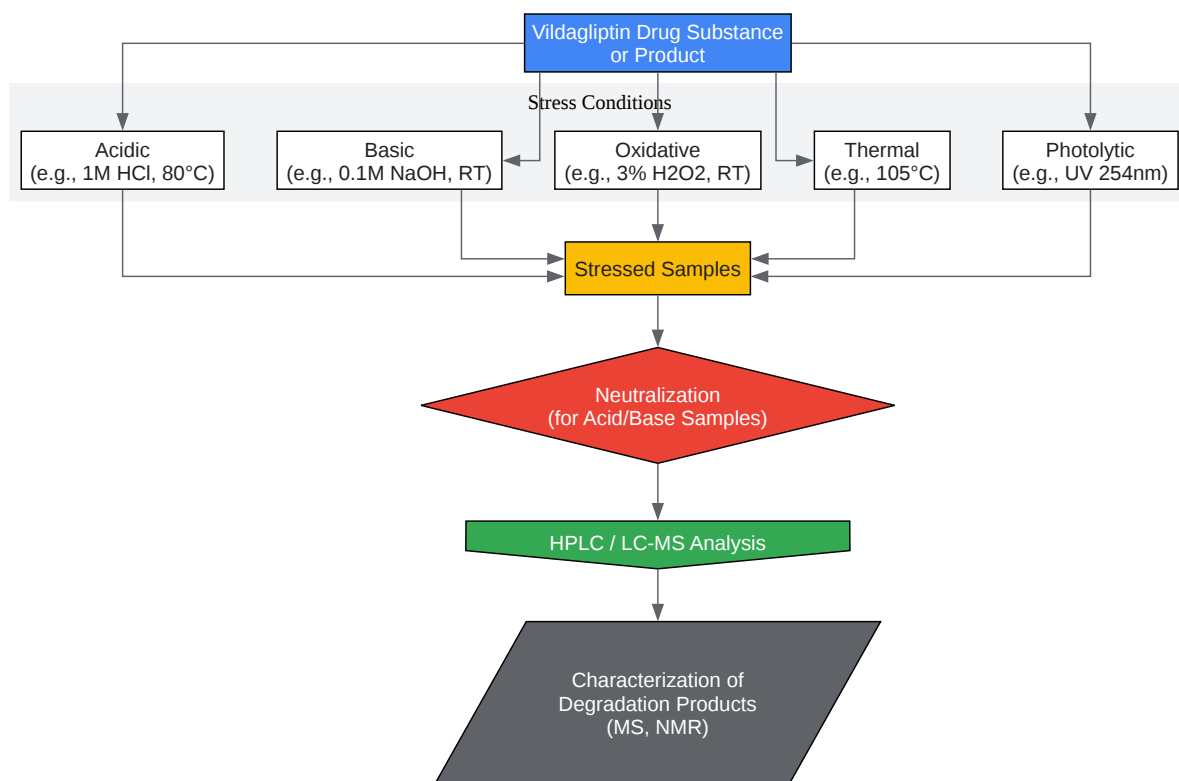 Vildagliptin Drug Substance
or Product
Stress Conditions
Acidic
(e.g., 1M HCl, 80°C)
Basic
(e.g., 0.1M NaOH, RT)
Oxidative
(e.g., 3% H2O2, RT)
Thermal
(e.g., 105°C)
Photolytic
(e.g., UV 254nm)
Stressed Samples
Neutralization
(for Acid/Base Samples)
HPLC / LC-MS Analysis
Characterization of
Degradation Products
(MS, NMR)